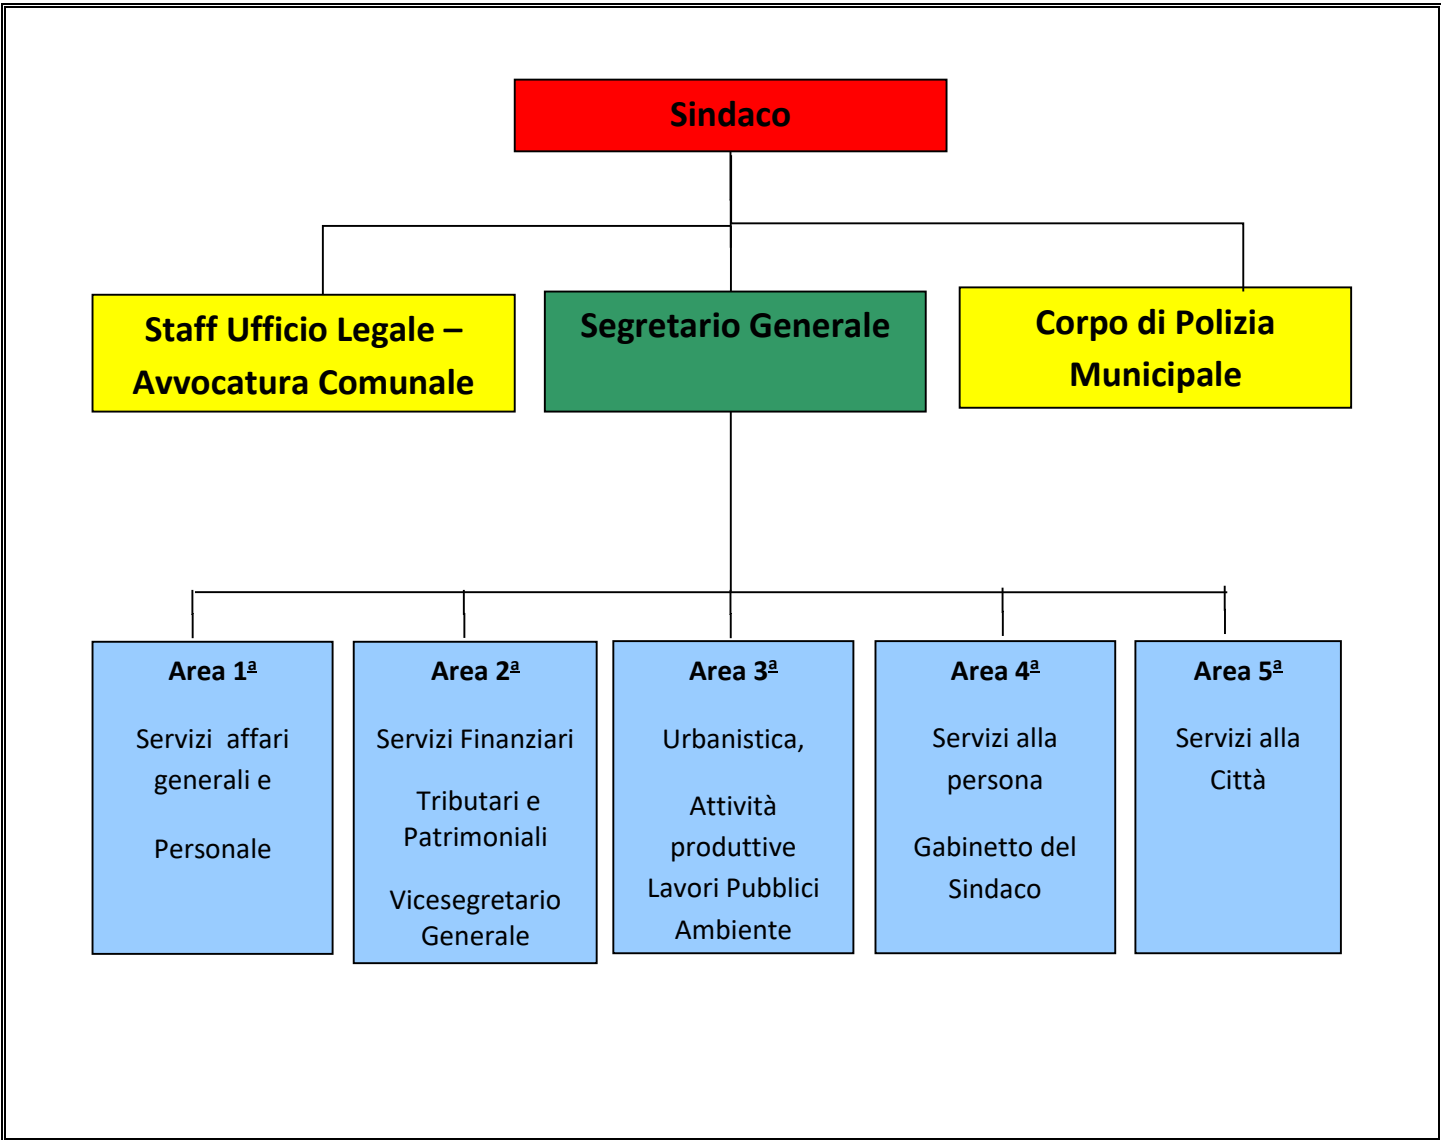 Sindaco
Staff Ufficio Legale –
Avvocatura Comunale
Segretario Generale
Corpo di Polizia
Municipale
Area 1ª
Servizi  affari
generali e
Personale
Area 2ª
Servizi Finanziari
Tributari e
Patrimoniali
Vicesegretario
Generale
Area 3ª
Urbanistica,
Attività
produttive
Lavori Pubblici
Ambiente
Area 4ª
Servizi alla
persona
Gabinetto del
Sindaco
Area 5ª
Servizi alla
Città